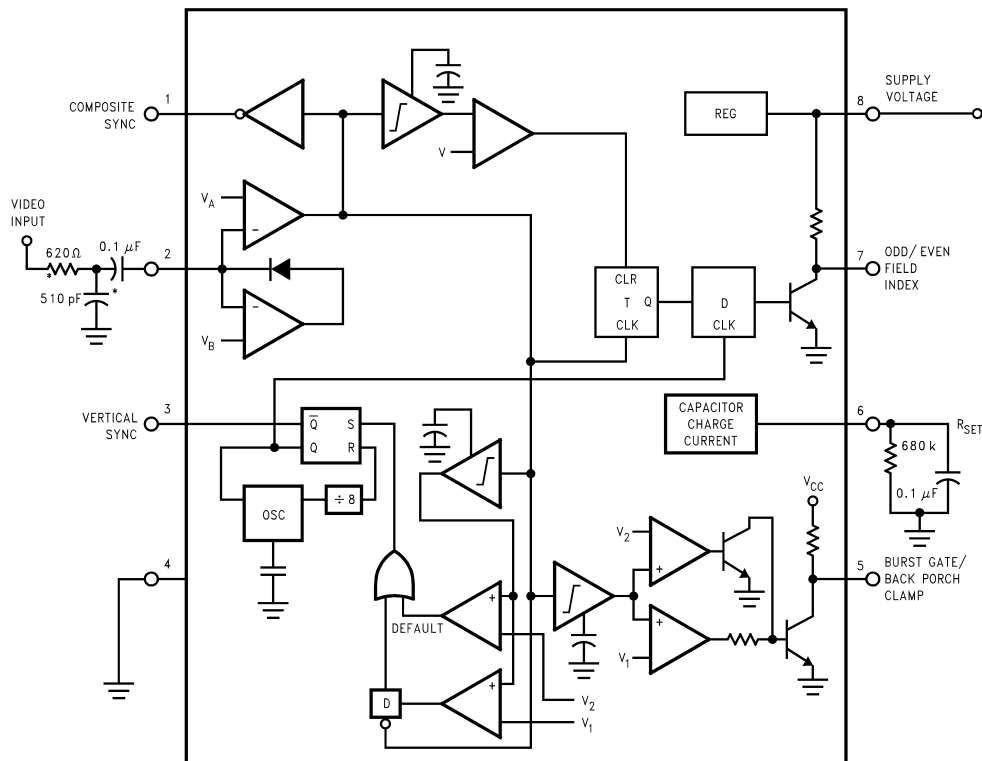 COMPOSITE
SYNC
1
V
REG
8
SUPPLY
VOLTAGE
VIDEO
INPUT
620Ω
*
0.1 μF
*
510 pF
2
V_A
−
−
V_B
CLR
T Q
CLK
D
CLK
7
ODD/EVEN
FIELD
INDEX
VERTICAL
SYNC
3
Q̅ S
Q R
OSC
÷ 8
CAPACITOR
CHARGE
CURRENT
6
R_SET
680 k
0.1 μF
4
DEFAULT
+
+
D
V_2
V_1
V_2
+
+
V_1
V_CC
5
BURST GATE/
BACK PORCH
CLAMP